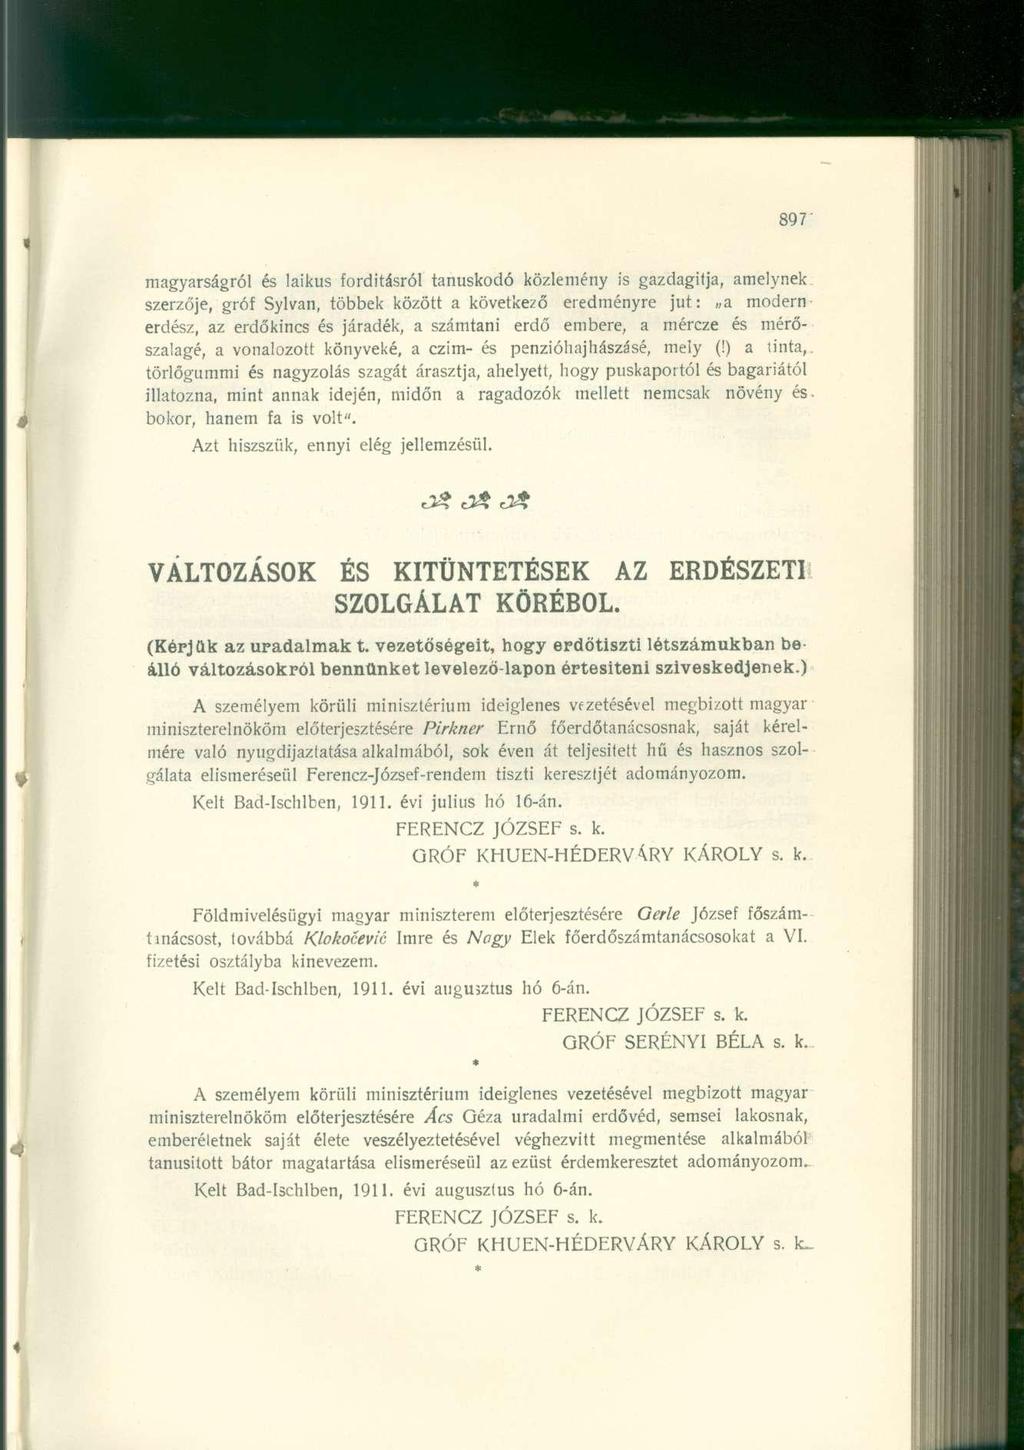 897
magyarságról és laikus forditásról tanuskodó közlemény is gazdagitja, amelynek
szerzője, gróf Sylvan, többek között a következő eredményre jut: „a modern
erdész, az erdőkincs és járadék, a számtani erdő embere, a mércze és mérő-
szalagé, a vonalozott könyveké, a czim- és penzióhajhászásé, mely (!) a tinta,
törlőgummi és nagyzolás szagát árasztja, ahelyett, hogy puskaportól és bagariától
illatozna, mint annak idején, midőn a ragadozók mellett nemcsak növény és
bokor, hanem fa is volt".
Azt hiszszük, ennyi elég jellemzésül.
VÁLTOZÁSOK ÉS KITÜNTETÉSEK AZ ERDÉSZETI
SZOLGÁLAT KÖRÉBOL.
(Kérjük az uradalmak t. vezetőségeit, hogy erdőtiszti létszámukban be-
álló változásokról bennünket levelező-lapon értesiteni sziveskedjenek.)
A személyem körüli minisztérium ideiglenes vezetésével megbizott magyar
miniszterelnököm előterjesztésére Pirkner Ernő főerdőtanácsosnak, saját kérel-
mére való nyugdijaztatása alkalmából, sok éven át teljesitett hű és hasznos szol-
gálata elismeréseül Ferencz-József-rendem tiszti keresztjét adományozom.
Kelt Bad-Ischlben, 1911. évi julius hó 16-án.
FERENCZ JÓZSEF s. k.
GRÓF KHUEN-HÉDERVÁRY KÁROLY s. k.
*
Földmivelésügyi magyar miniszterem előterjesztésére Gerle József főszám-
tanácsost, továbbá Klokočević Imre és Nagy Elek főerdőszámtanácsosokat a VI.
fizetési osztályba kinevezem.
Kelt Bad-Ischlben, 1911. évi augusztus hó 6-án.
FERENCZ JÓZSEF s. k.
GRÓF SERÉNYI BÉLA s. k.
*
A személyem körüli minisztérium ideiglenes vezetésével megbizott magyar
miniszterelnököm előterjesztésére Ács Géza uradalmi erdővéd, semsei lakosnak,
emberéletnek saját élete veszélyeztetésével véghezvitt megmentése alkalmából
tanusitott bátor magatartása elismeréseül az ezüst érdemkeresztet adományozom.
Kelt Bad-Ischlben, 1911. évi augusztus hó 6-án.
FERENCZ JÓZSEF s. k.
GRÓF KHUEN-HÉDERVÁRY KÁROLY s. k.
*